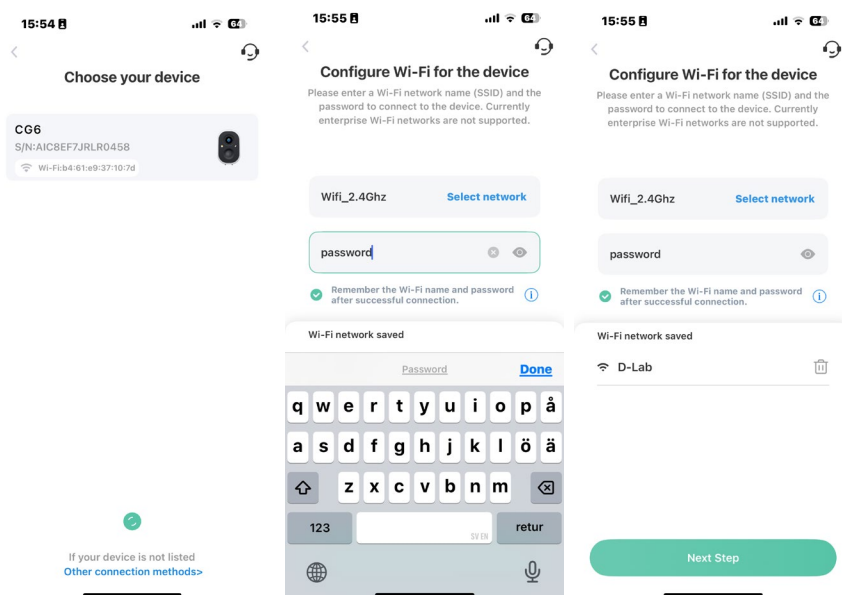 15:54
64
Choose your device
CG6
S/N:AIC8EF7JRLR0458
Wi-Fi:b4:61:e9:37:10:7d
If your device is not listed
Other connection methods>
15:55
64
Configure Wi-Fi for the device
Please enter a Wi-Fi network name (SSID) and the
password to connect to the device. Currently
enterprise Wi-Fi networks are not supported.
Wifi_2.4Ghz Select network
password
Remember the Wi-Fi name and password
after successful connection.
Wi-Fi network saved
Password Done
q w e r t y u i o p å
a s d f g h j k l ö ä
z x c v b n m
123 SV EN retur
15:55
64
Configure Wi-Fi for the device
Please enter a Wi-Fi network name (SSID) and the
password to connect to the device. Currently
enterprise Wi-Fi networks are not supported.
Wifi_2.4Ghz Select network
password
Remember the Wi-Fi name and password
after successful connection.
Wi-Fi network saved
D-Lab
Next Step